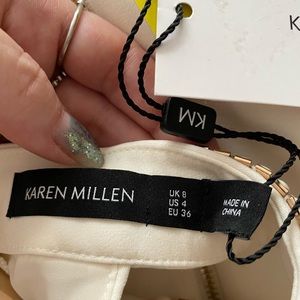 KM
KAREN MILLEN
UK 8
US 4
EU 36
MADE IN
CHINA